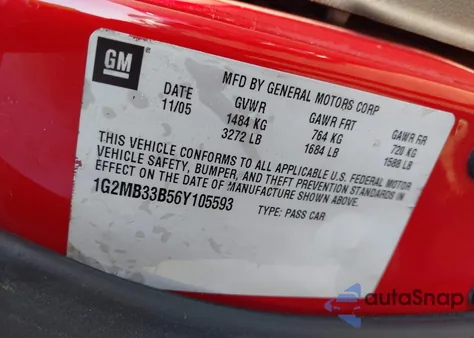 GM
MFD BY GENERAL MOTORS CORP
DATE GVWR GAWR FRT GAWR RR
11/05 1484 KG 764 KG 720 KG
3272 LB 1684 LB 1588 LB
THIS VEHICLE CONFORMS TO ALL APPLICABLE U.S. FEDERAL MOTOR
VEHICLE SAFETY, BUMPER, AND THEFT PREVENTION STANDARDS IN
EFFECT ON THE DATE OF MANUFACTURE SHOWN ABOVE.
1G2MB33B56Y105593 TYPE: PASS CAR
autoSnap